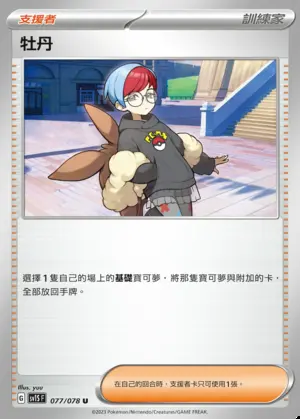 支援者 訓練家
牡丹
選擇1隻自己的場上的基礎寶可夢，將那隻寶可夢與附加的卡，
全部放回手牌。
Illus. yuu
在自己的回合時，支援者卡只可使用1張。
G SV1S F 077/078 U
©2023 Pokémon/Nintendo/Creatures/GAME FREAK.